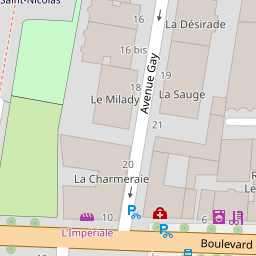 Saint-Nicolas
La Désirade
16 bis
Avenue Gay
19
18
Le Milady
La Sauge
21
20
La Charmeraie
10
6
L'Impériale
Boulevard